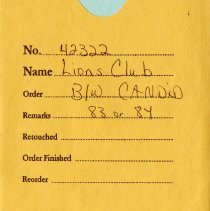 No. 42322
Name Lions Club
Order B/W CANDID
Remarks 83 or 84
Retouched
Order Finished
Reorder